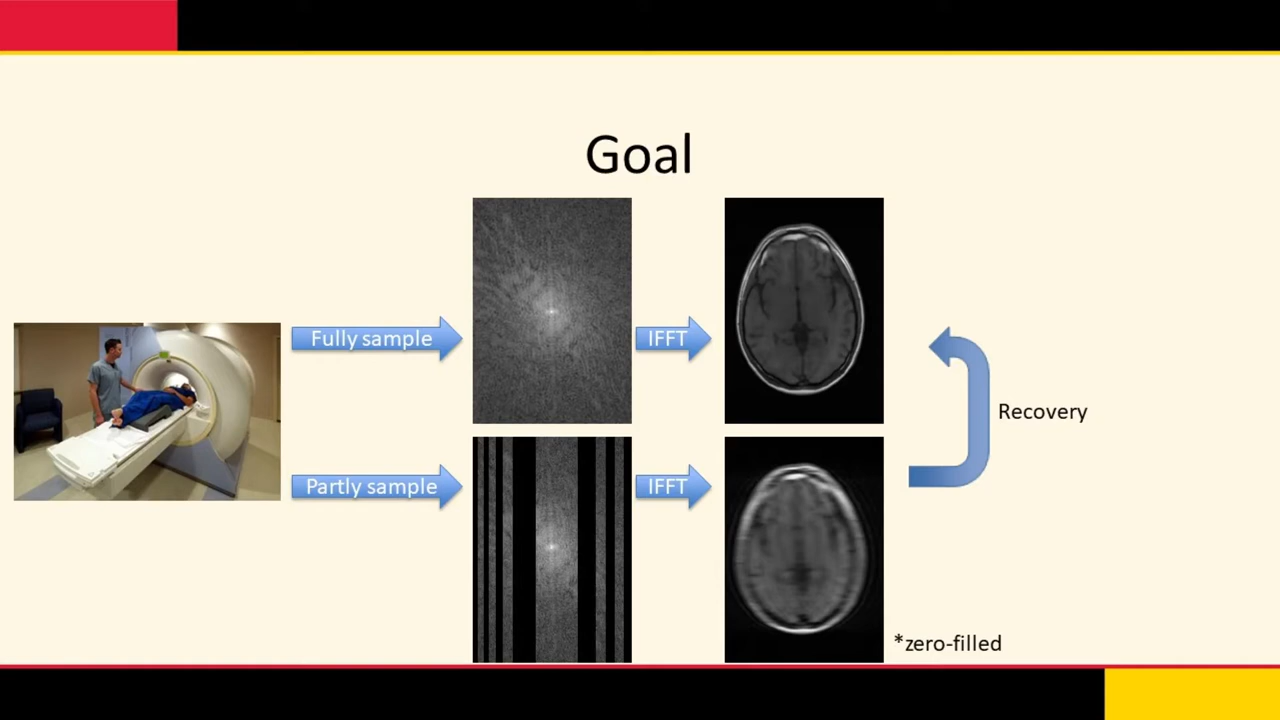 Goal
Fully sample
IFFT
Partly sample
IFFT
Recovery
*zero-filled